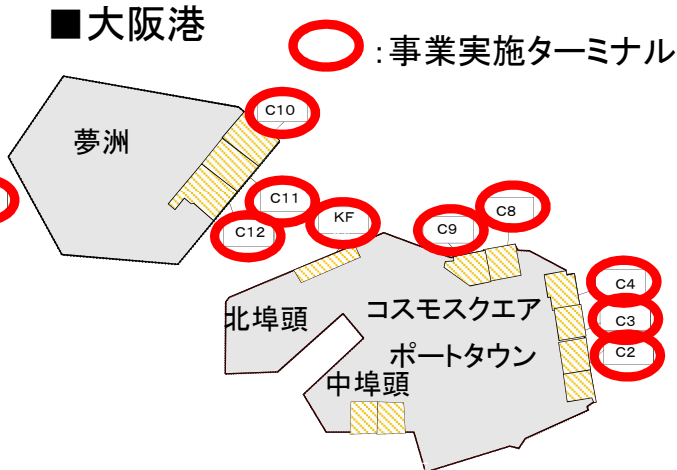 ■大阪港
：事業実施ターミナル
C10
夢洲
C11
KF
C8
C12
C9
C4
コスモスクエア
北埠頭
C3
ポートタウン
C2
中埠頭